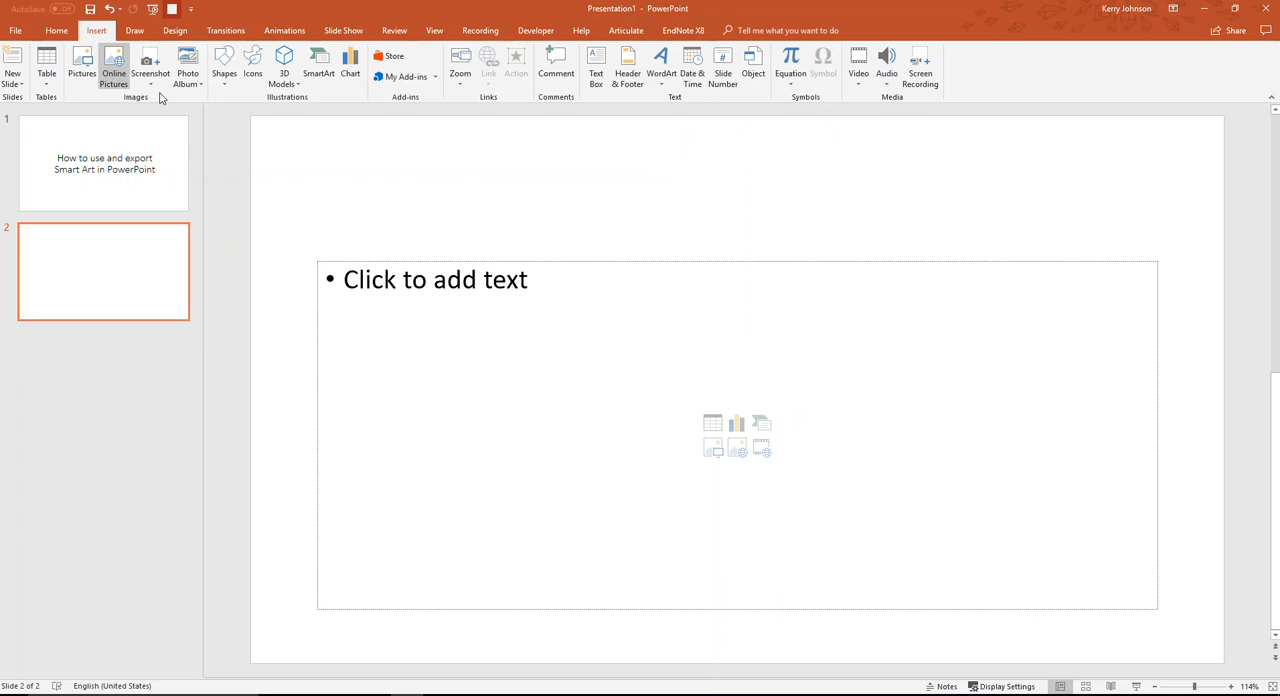 AutoSave Off
Presentation1 - PowerPoint
Kerry Johnson
File Home Insert Draw Design Transitions Animations Slide Show Review View Recording Developer Help Articulate EndNote X8 Tell me what you want to do Share
New Slide Table Pictures Online Pictures Screenshot Photo Album Shapes Icons 3D Models SmartArt Chart Store My Add-ins Zoom Link Action Comment Text Box Header & Footer WordArt Date & Time Slide Number Object Equation Symbol Video Audio Screen Recording
Slides Tables Images Illustrations Add-ins Links Comments Text Symbols Media
1
How to use and export
Smart Art in PowerPoint
2
• Click to add text
Slide 2 of 2 English (United States) Notes Display Settings 114%